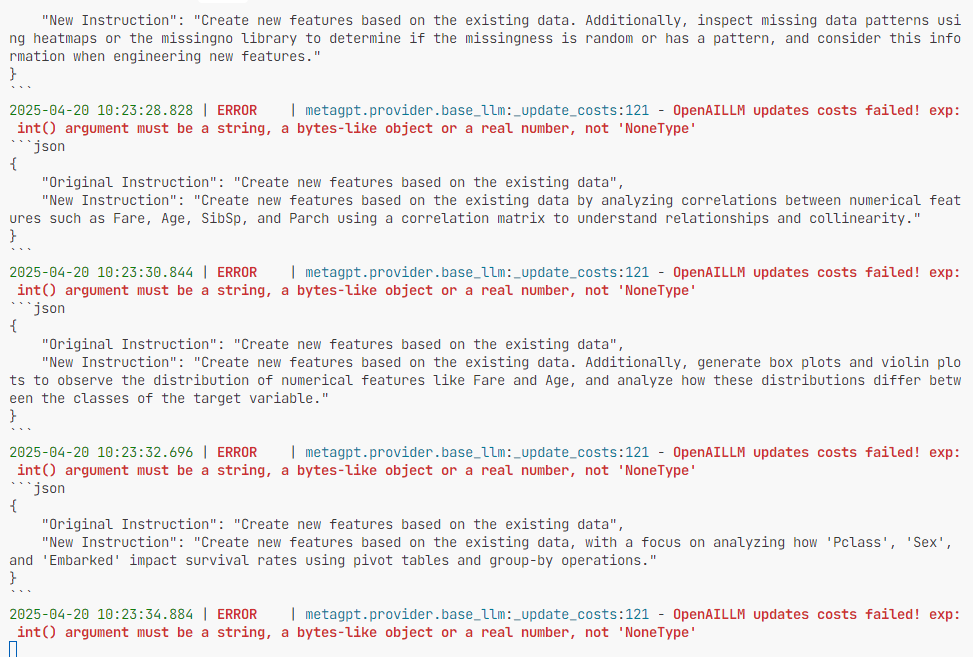 "New Instruction": "Create new features based on the existing data. Additionally, inspect missing data patterns usi
ng heatmaps or the missingno library to determine if the missingness is random or has a pattern, and consider this info
rmation when engineering new features."
}
```
2025-04-20 10:23:28.828 | ERROR    | metagpt.provider.base_llm:_update_costs:121 - OpenAILLM updates costs failed! exp:
 int() argument must be a string, a bytes-like object or a real number, not 'NoneType'
```json
{
    "Original Instruction": "Create new features based on the existing data",
    "New Instruction": "Create new features based on the existing data by analyzing correlations between numerical feat
ures such as Fare, Age, SibSp, and Parch using a correlation matrix to understand relationships and collinearity."
}
```
2025-04-20 10:23:30.844 | ERROR    | metagpt.provider.base_llm:_update_costs:121 - OpenAILLM updates costs failed! exp:
 int() argument must be a string, a bytes-like object or a real number, not 'NoneType'
```json
{
    "Original Instruction": "Create new features based on the existing data",
    "New Instruction": "Create new features based on the existing data. Additionally, generate box plots and violin plo
ts to observe the distribution of numerical features like Fare and Age, and analyze how these distributions differ betw
een the classes of the target variable."
}
```
2025-04-20 10:23:32.696 | ERROR    | metagpt.provider.base_llm:_update_costs:121 - OpenAILLM updates costs failed! exp:
 int() argument must be a string, a bytes-like object or a real number, not 'NoneType'
```json
{
    "Original Instruction": "Create new features based on the existing data",
    "New Instruction": "Create new features based on the existing data, with a focus on analyzing how 'Pclass', 'Sex',
and 'Embarked' impact survival rates using pivot tables and group-by operations."
}
```
2025-04-20 10:23:34.884 | ERROR    | metagpt.provider.base_llm:_update_costs:121 - OpenAILLM updates costs failed! exp:
 int() argument must be a string, a bytes-like object or a real number, not 'NoneType'